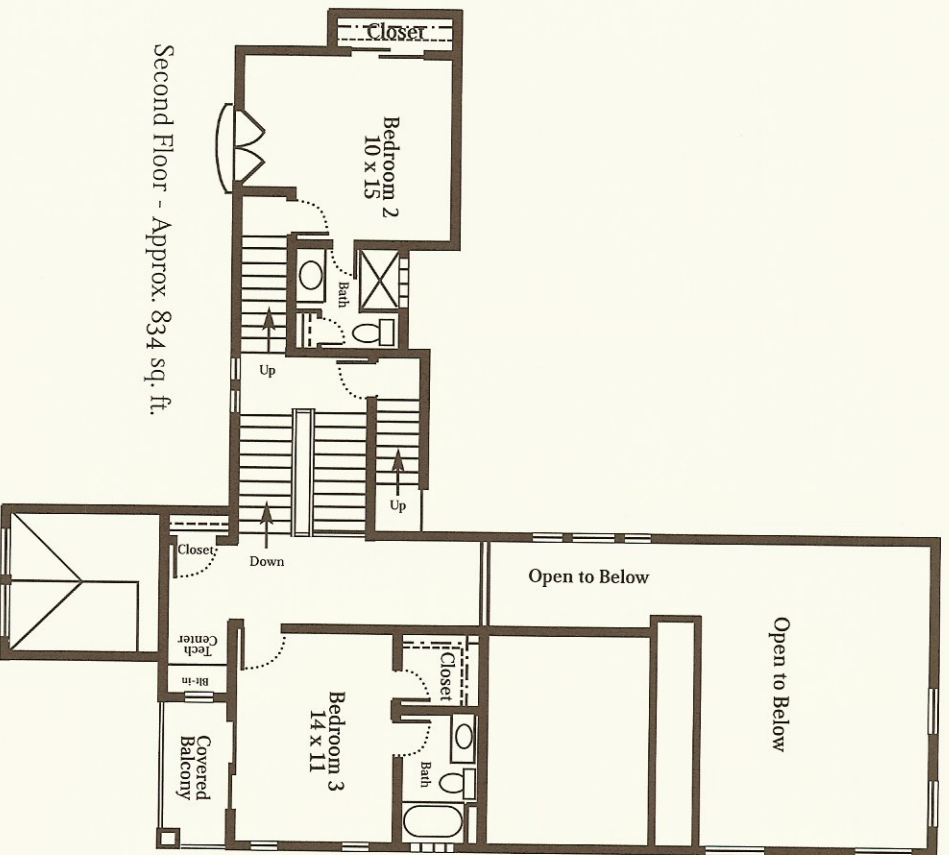 Second Floor - Approx. 834 sq. ft.
Closet
Bedroom 2
10 x 15
Bath
Up
Up
Down
Closet
Tech
Center
Blt-in
Covered
Balcony
Bedroom 3
14 x 11
Closet
Bath
Open to Below
Open to Below